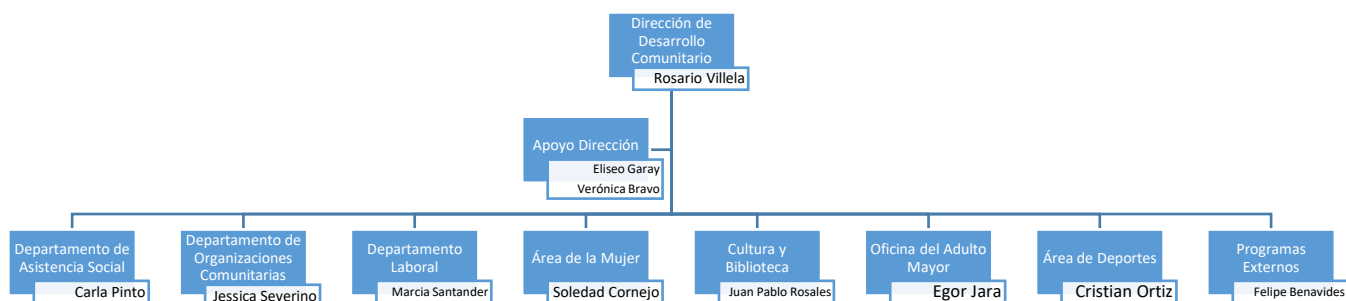 Dirección de
Desarrollo
Comunitario
Rosario Villela
Apoyo Dirección
Eliseo Garay
Verónica Bravo
Departamento de
Asistencia Social
Carla Pinto
Departamento de
Organizaciones
Comunitarias
Jessica Severino
Departamento
Laboral
Marcia Santander
Área de la Mujer
Soledad Cornejo
Cultura y
Biblioteca
Juan Pablo Rosales
Oficina del Adulto
Mayor
Egor Jara
Área de Deportes
Cristian Ortiz
Programas
Externos
Felipe Benavides